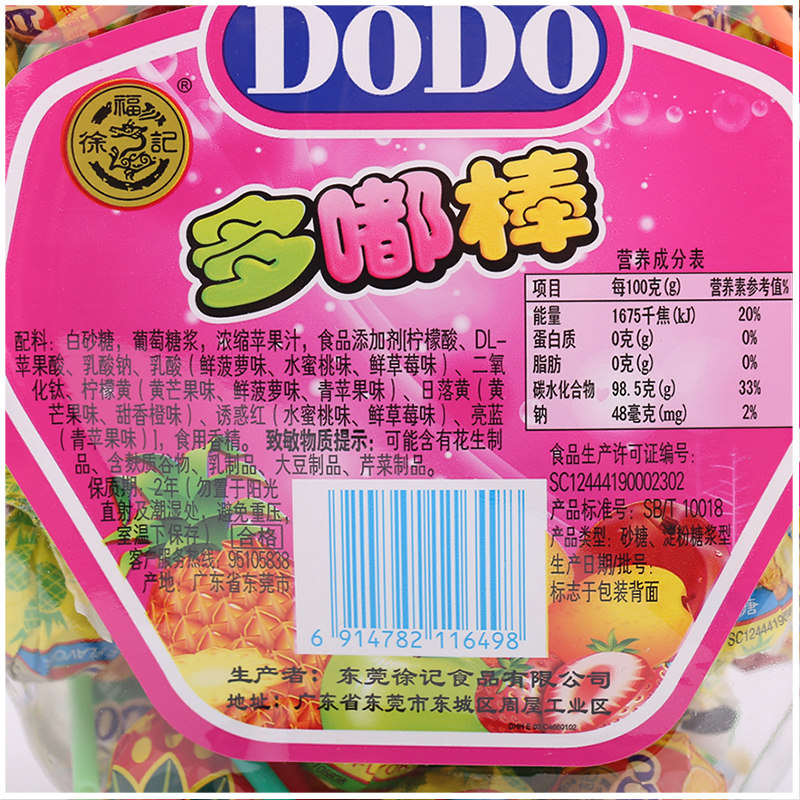 DODO
福
徐 記
®
多嘟棒
营养成分表
项目 每100克(g) 营养素参考值%
能量 1675千焦(kJ) 20%
蛋白质 0克(g) 0%
脂肪 0克(g) 0%
碳水化合物 98.5克(g) 33%
钠 48毫克(mg) 2%
配料：白砂糖，葡萄糖浆，浓缩苹果汁，食品添加剂[柠檬酸、DL-
苹果酸、乳酸钠、乳酸（鲜菠萝味、水蜜桃味、鲜草莓味）、二氧
化钛、柠檬黄（黄芒果味、鲜菠萝味、青苹果味）、日落黄（黄
芒果味、甜香橙味）、诱惑红（水蜜桃味、鲜草莓味）、亮蓝
（青苹果味）]，食用香精。致敏物质提示：可能含有花生制
品、含麸质谷物、乳制品、大豆制品、芹菜制品。
保质期：2年（勿置于阳光
直射及潮湿处，避免重压，
室温下保存） 合格
客户服务热线：95105838
产地：广东省东莞市
食品生产许可证编号：
SC12444190002302
产品标准号：SB/T 10018
产品类型：砂糖、淀粉糖浆型
生产日期/批号：
标志于包装背面
6 914782 116498
生产者：东莞徐记食品有限公司
地址：广东省东莞市东城区周屋工业区